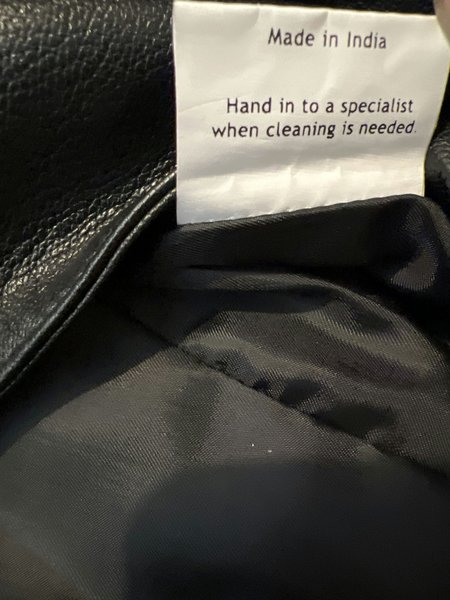 Made in India
Hand in to a specialist
when cleaning is needed.